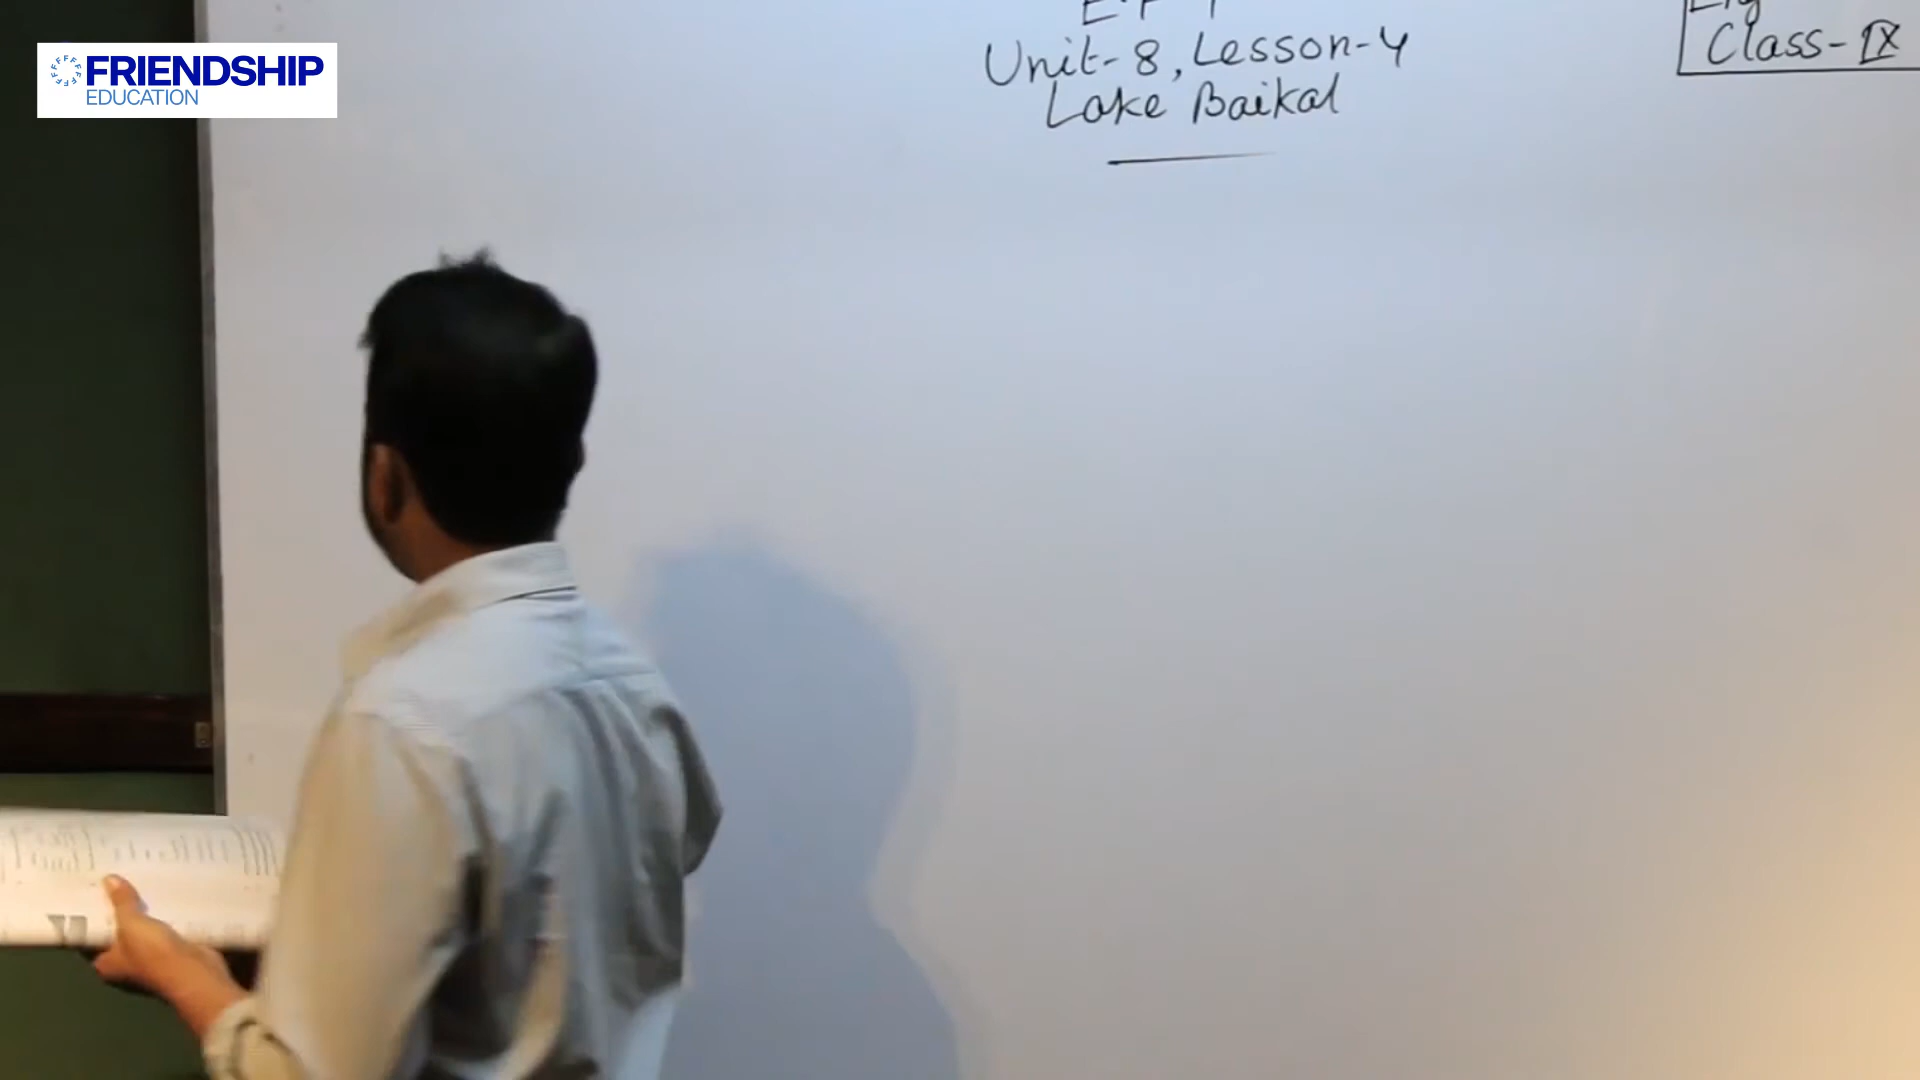 FRIENDSHIP
EDUCATION
Unit-8, Lesson-4
Lake Baikal
Class-IX